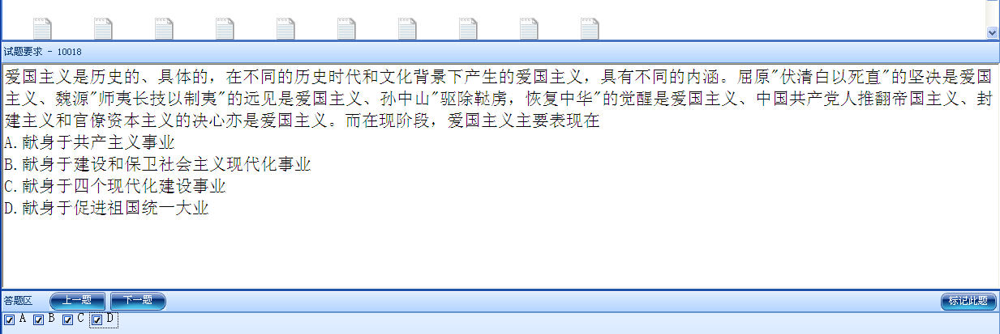 试题要求 - 10018
爱国主义是历史的、具体的，在不同的历史时代和文化背景下产生的爱国主义，具有不同的内涵。屈原"伏清白以死直"的坚决是爱国
主义、魏源"师夷长技以制夷"的远见是爱国主义、孙中山"驱除鞑虏，恢复中华"的觉醒是爱国主义、中国共产党人推翻帝国主义、封
建主义和官僚资本主义的决心亦是爱国主义。而在现阶段，爱国主义主要表现在
A.献身于共产主义事业
B.献身于建设和保卫社会主义现代化事业
C.献身于四个现代化建设事业
D.献身于促进祖国统一大业
答题区 上一题 下一题 标记此题
A B C D